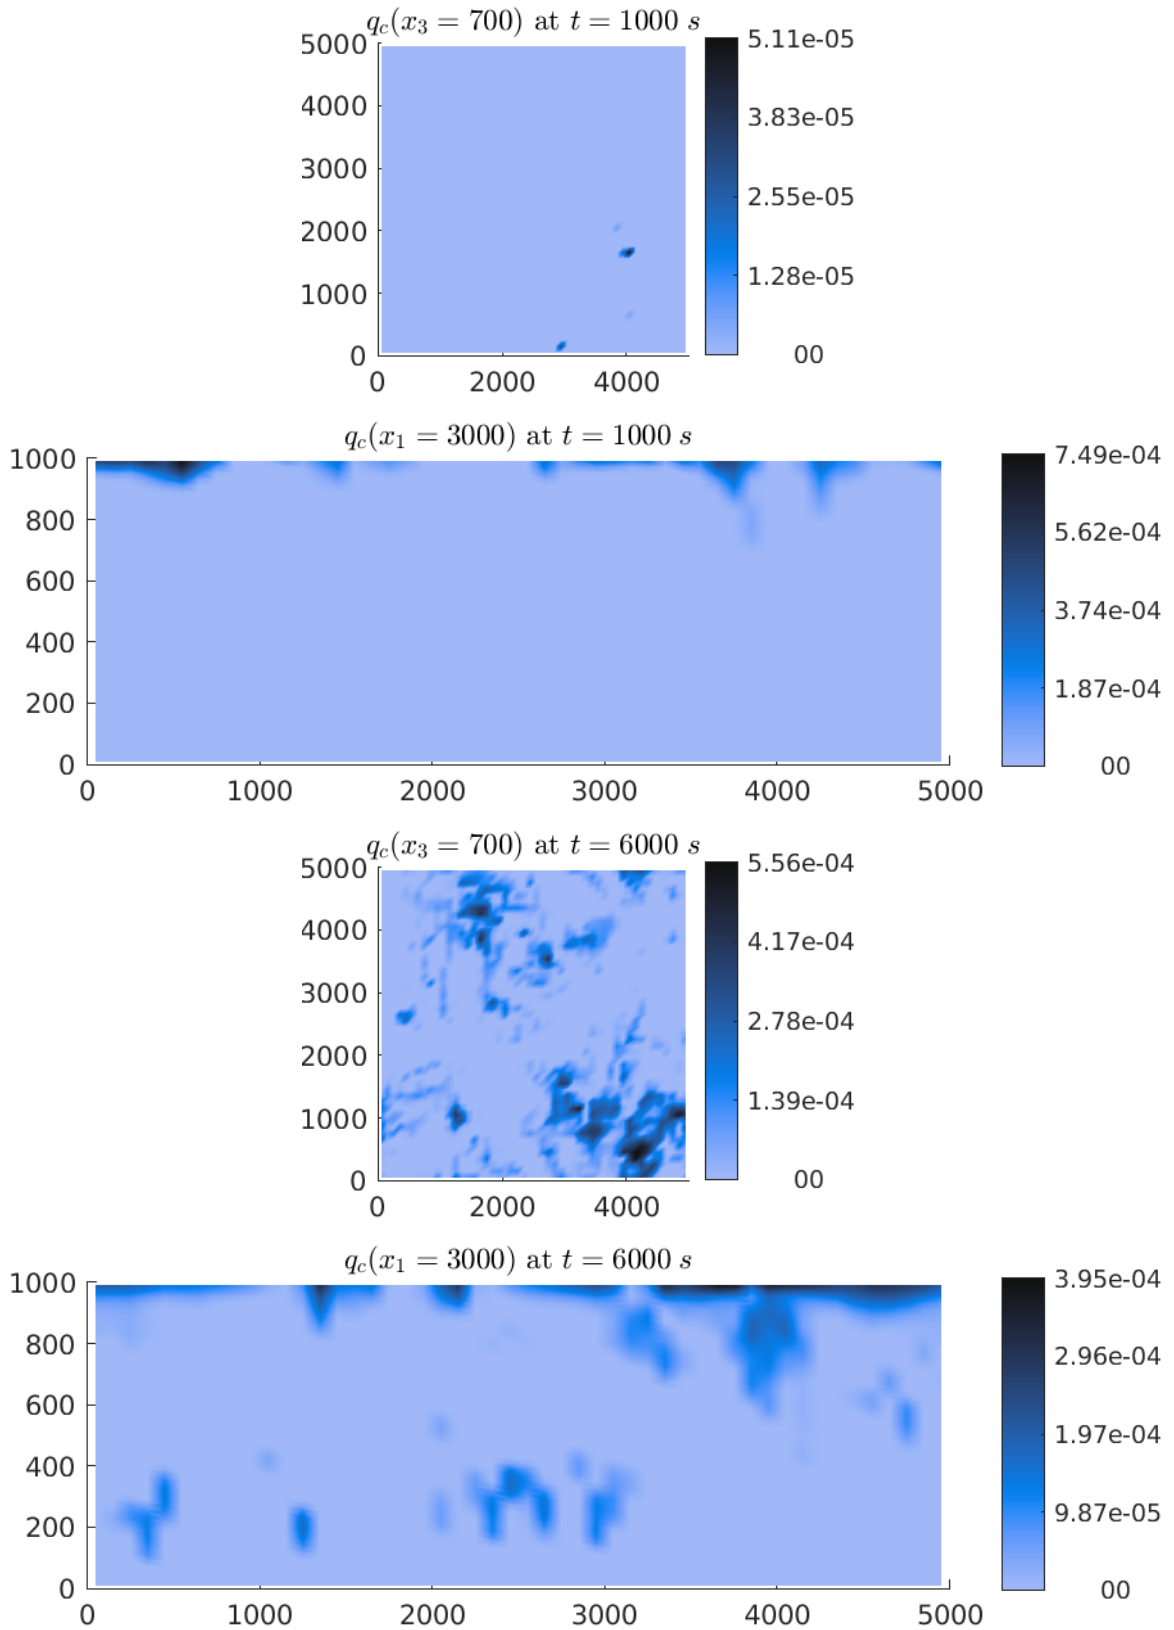 q_c(x_3 = 700) at t = 1000 s
5000
4000
3000
2000
1000
0
0 2000 4000
5.11e-05
3.83e-05
2.55e-05
1.28e-05
00
q_c(x_1 = 3000) at t = 1000 s
1000
800
600
400
200
0
0 1000 2000 3000 4000 5000
7.49e-04
5.62e-04
3.74e-04
1.87e-04
00
q_c(x_3 = 700) at t = 6000 s
5000
4000
3000
2000
1000
0
0 2000 4000
5.56e-04
4.17e-04
2.78e-04
1.39e-04
00
q_c(x_1 = 3000) at t = 6000 s
1000
800
600
400
200
0
0 1000 2000 3000 4000 5000
3.95e-04
2.96e-04
1.97e-04
9.87e-05
00